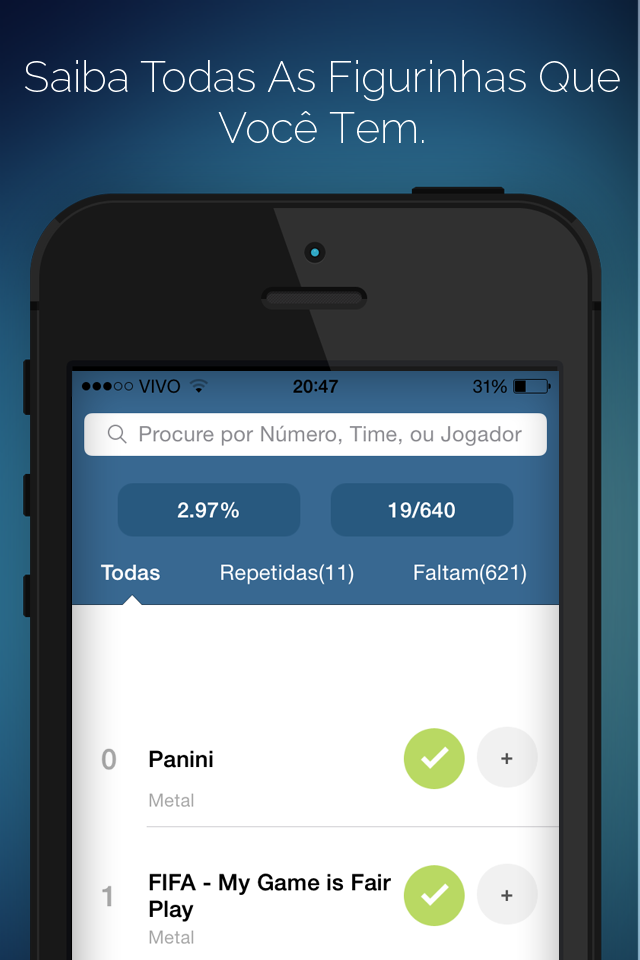 Saiba Todas As Figurinhas Que
Você Tem.
VIVO 20:47 31%
Procure por Número, Time, ou Jogador
2.97% 19/640
Todas Repetidas(11) Faltam(621)
0 Panini +
Metal
1 FIFA - My Game is Fair
Play +
Metal